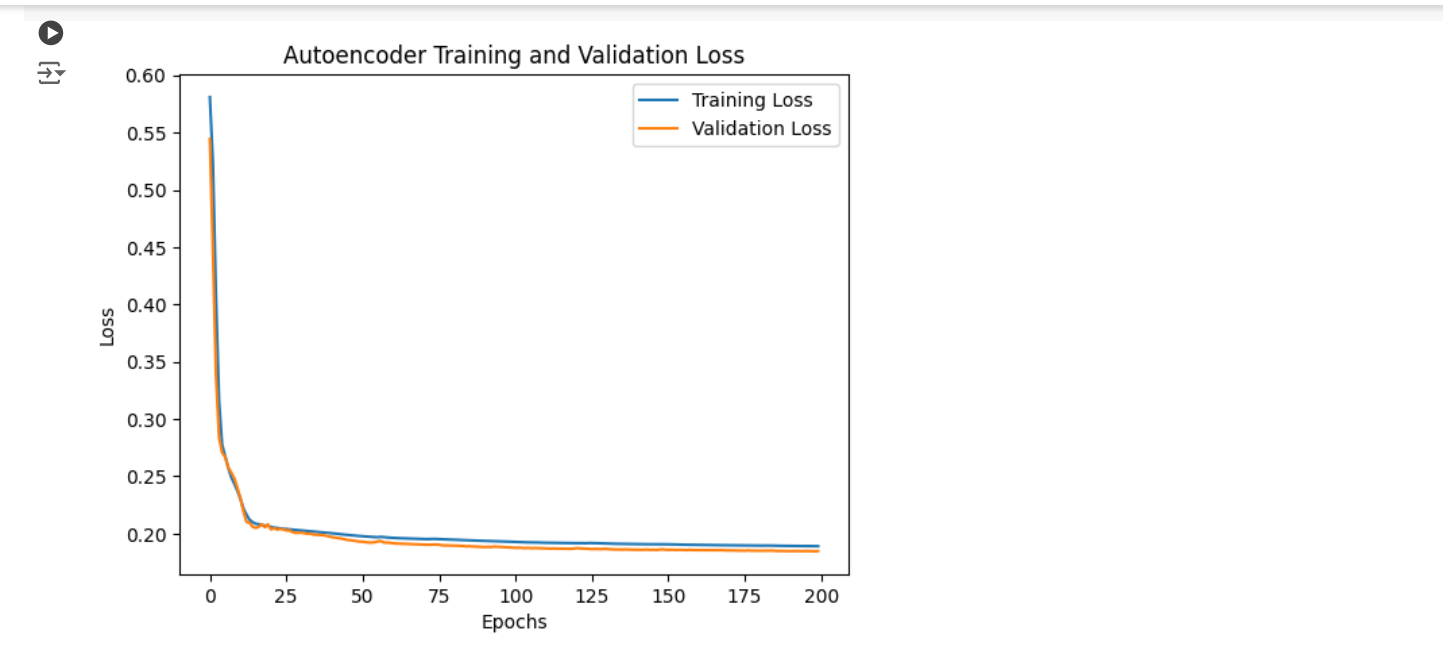 Autoencoder Training and Validation Loss
0.60
0.55
0.50
0.45
0.40
0.35
0.30
0.25
0.20
Loss
Training Loss
Validation Loss
0 25 50 75 100 125 150 175 200
Epochs